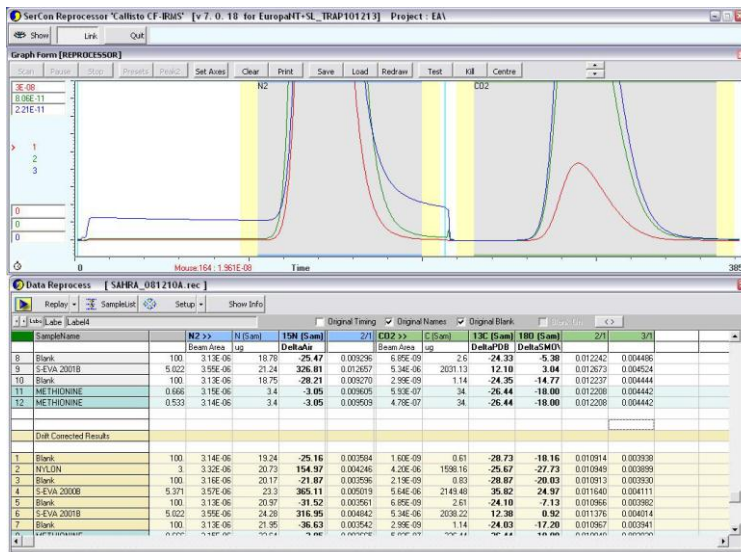 SerCon Reprocessor 'Callisto CF-IRMS' [v 7. 0. 18 for EuropaNT+SL_TRAP101213] Project : EA\
Show Link Quit
Graph Form [REPROCESSOR]
Scan Pause Stop Presets Peak2 Set Axes Clear Print Save Load Redraw Test Kill Centre
3E-08
8.06E-11
2.21E-11
N2 CO2
1
2
3
0
0
0
0 Mouse:164 : 1.961E-08 Time 385
Data Reprocess [ SAHRA_081210A.rec ]
Replay SampleList Setup Show Info
Labe Labe Label4 Original Timing Original Names Original Blank <>
SampleName N2 >> N (Sam) 15N (Sam) 2/1 CO2 >> C (Sam) 13C (Sam) 18O (Sam) 2/1 3/1
Beam Area ug DeltaAir Beam Area ug DeltaPDB DeltaSMOW
8 Blank 100. 3.13E-06 18.78 -25.47 0.009296 6.85E-09 2.6 -24.33 -5.38 0.012242 0.004486
9 S-EVA 2001B 5.022 3.55E-06 21.24 326.81 0.012657 5.34E-06 2031.13 12.10 3.04 0.012673 0.004524
10 Blank 100. 3.13E-06 18.75 -28.21 0.009270 2.99E-09 1.14 -24.35 -14.77 0.012237 0.004444
11 METHIONINE 0.666 3.15E-06 3.4 -3.05 0.009605 5.93E-07 34. -26.44 -18.00 0.012208 0.004442
12 METHIONINE 0.533 3.14E-06 3.4 -3.05 0.009509 4.78E-07 34. -26.44 -18.00 0.012208 0.004442
Drift Corrected Results
1 Blank 100. 3.14E-06 19.24 -25.16 0.003584 1.60E-09 0.61 -28.73 -18.16 0.010914 0.003938
2 NYLON 3. 3.32E-06 20.73 154.97 0.004246 4.20E-06 1598.16 -25.67 -27.73 0.010949 0.003899
3 Blank 100. 3.16E-06 20.17 -21.87 0.003596 2.19E-09 0.83 -28.87 -20.03 0.010913 0.003930
4 S-EVA 2000B 5.371 3.57E-06 23.3 365.11 0.005019 5.64E-06 2149.48 35.82 24.97 0.011640 0.004111
5 Blank 100. 3.13E-06 20.97 -31.52 0.003561 6.85E-09 2.61 -24.10 -7.13 0.010966 0.003982
6 S-EVA 2001B 5.022 3.55E-06 24.28 316.95 0.004842 5.34E-06 2038.22 12.38 0.92 0.011376 0.004014
7 Blank 100. 3.13E-06 21.95 -36.63 0.003542 2.99E-09 1.14 -24.03 -17.20 0.010967 0.003941